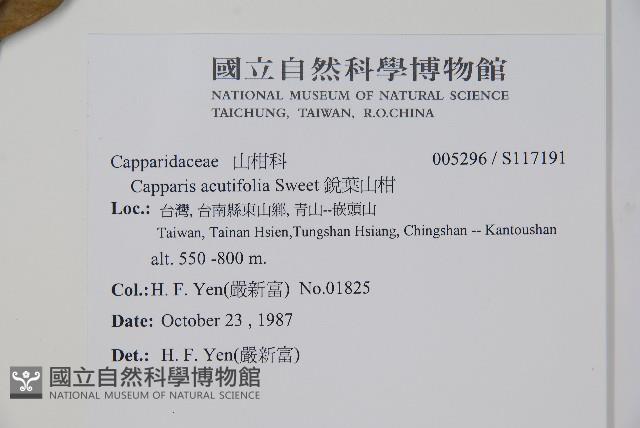 國立自然科學博物館
NATIONAL MUSEUM OF NATURAL SCIENCE
TAICHUNG, TAIWAN, R.O.CHINA
Capparidaceae 山柑科 005296 / S117191
Capparis acutifolia Sweet 銳葉山柑
Loc.: 台灣, 台南縣東山鄉, 青山--嵌頭山
Taiwan, Tainan Hsien,Tungshan Hsiang, Chingshan -- Kantoushan
alt. 550 -800 m.
Col.: H. F. Yen(嚴新富) No.01825
Date: October 23 , 1987
Det.: H. F. Yen(嚴新富)
國立自然科學博物館
NATIONAL MUSEUM OF NATURAL SCIENCE